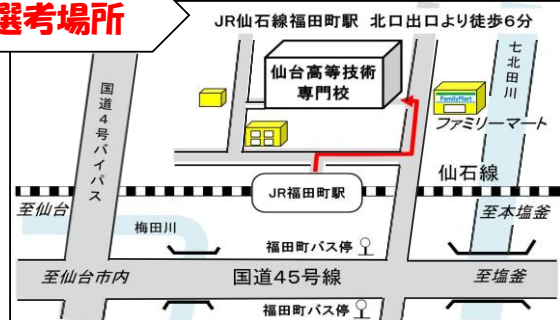 選考場所
JR仙石線福田町駅 北口出口より徒歩6分
仙台高等技術
専門校
七北田川
国道4号バイパス
FamilyMart
ファミリーマート
仙石線
JR福田町駅
至仙台
至本塩釜
梅田川
福田町バス停
至仙台市内
国道45号線
至塩釜
福田町バス停